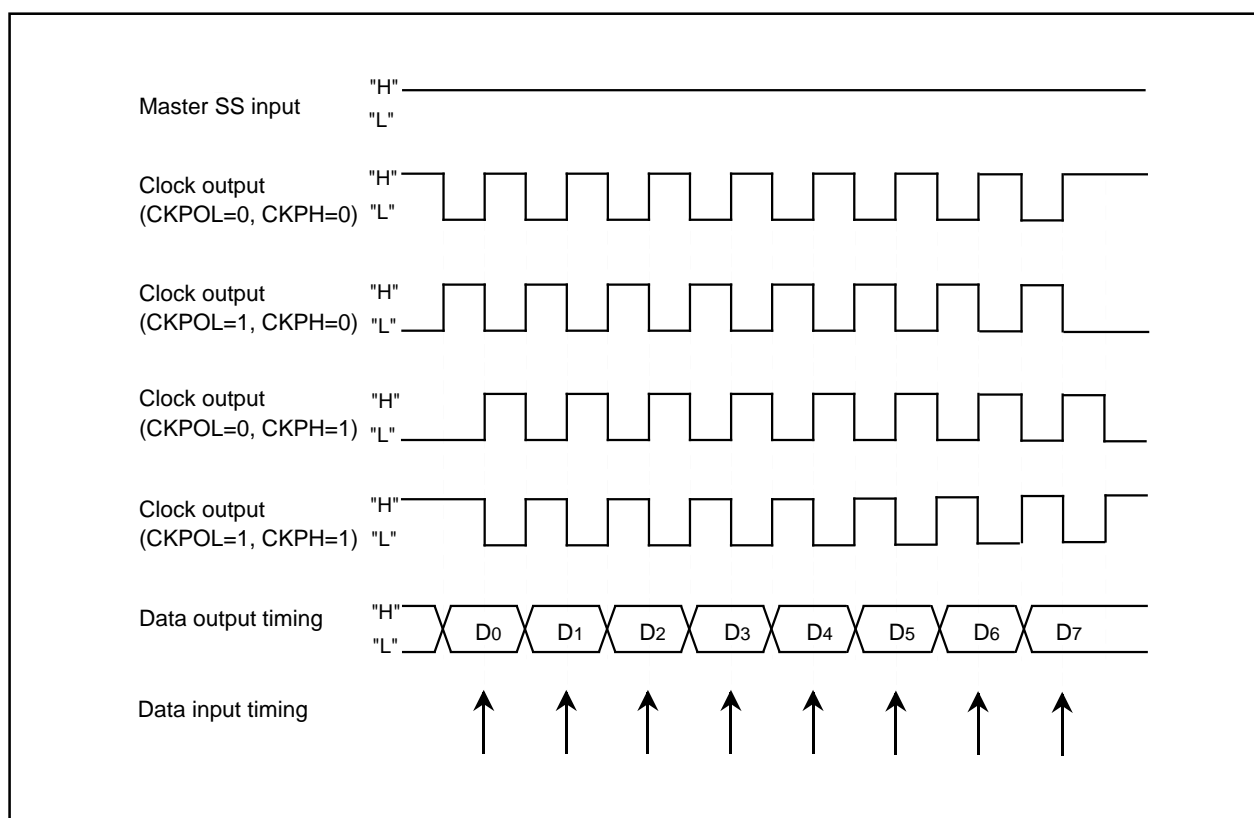 Master SS input
"H"
"L"
Clock output
(CKPOL=0, CKPH=0)
"H"
"L"
Clock output
(CKPOL=1, CKPH=0)
"H"
"L"
Clock output
(CKPOL=0, CKPH=1)
"H"
"L"
Clock output
(CKPOL=1, CKPH=1)
"H"
"L"
Data output timing
"H"
"L"
D0 D1 D2 D3 D4 D5 D6 D7
Data input timing